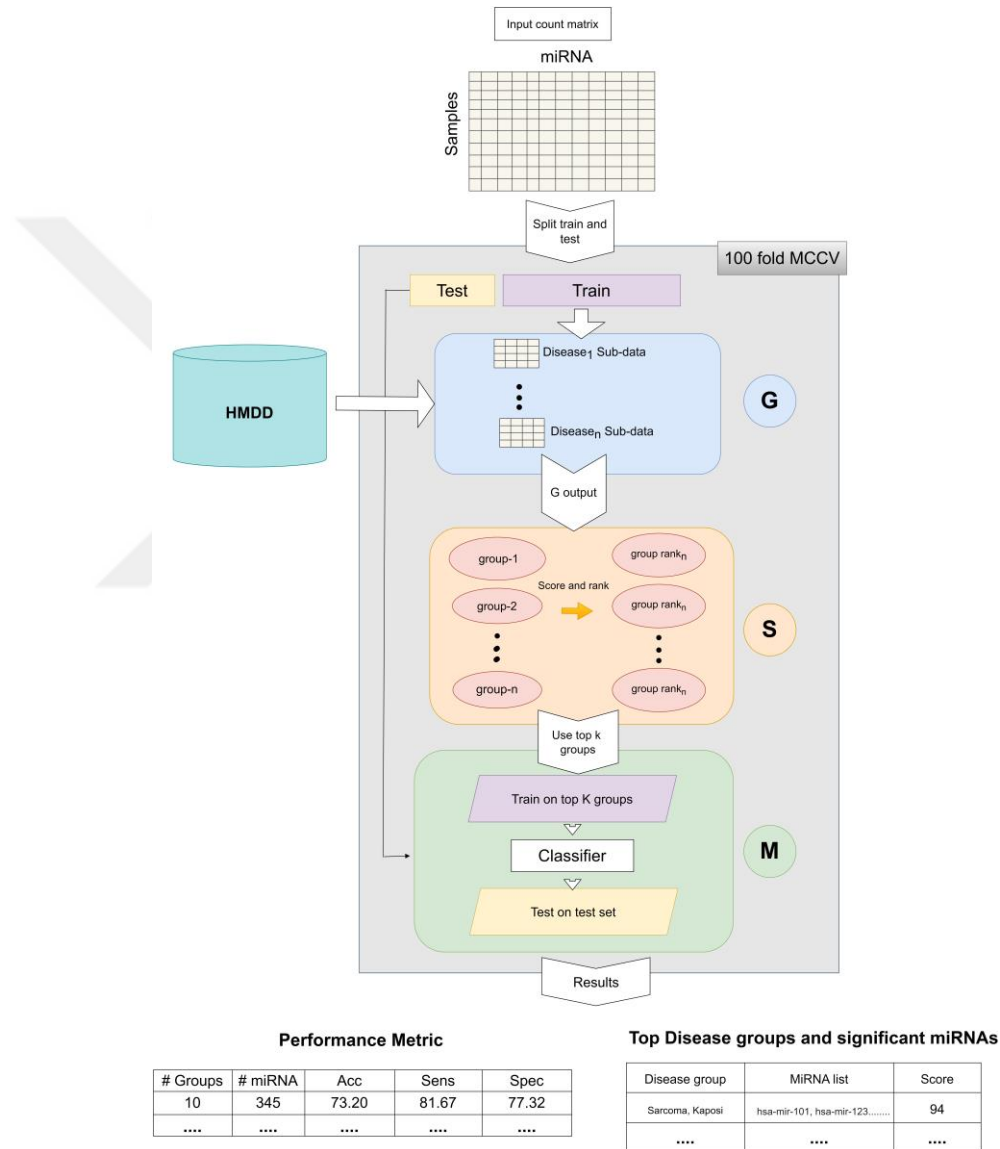 Input count matrix
miRNA
Samples
Split train and
test
100 fold MCCV
Test
Train
HMDD
Disease1 Sub-data
Diseasen Sub-data
G
G output
group-1
group rankn
Score and rank
group-2
group rankn
S
group-n
group rankn
Use top k
groups
Train on top K groups
Classifier
M
Test on test set
Results
Performance Metric
# Groups # miRNA Acc Sens Spec
10 345 73.20 81.67 77.32
.... .... .... .... ....
Top Disease groups and significant miRNAs
Disease group MiRNA list Score
Sarcoma, Kaposi hsa-mir-101, hsa-mir-123........ 94
.... .... ....